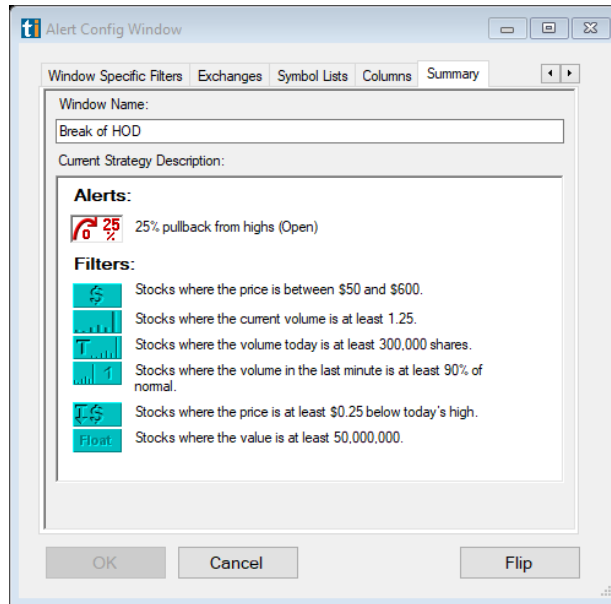 ti Alert Config Window
Window Specific Filters Exchanges Symbol Lists Columns Summary
Window Name:
Break of HOD
Current Strategy Description:
Alerts:
0 25 % 25% pullback from highs (Open)
Filters:
$ Stocks where the price is between $50 and $600.
Stocks where the current volume is at least 1.25.
T Stocks where the volume today is at least 300,000 shares.
1 Stocks where the volume in the last minute is at least 90% of
normal.
$ Stocks where the price is at least $0.25 below today's high.
Float Stocks where the value is at least 50,000,000.
OK Cancel Flip